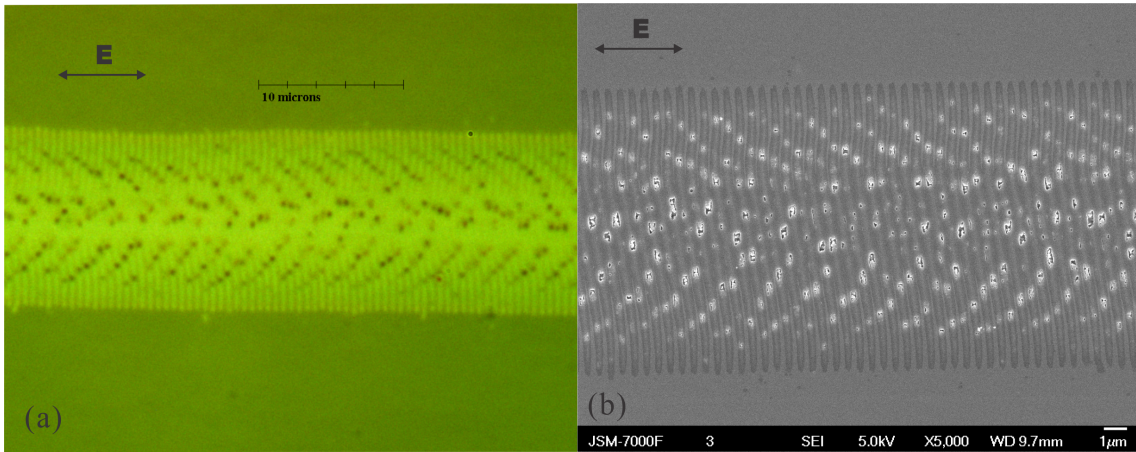 E
10 microns
(a)
E
(b)
JSM-7000F 3 SEI 5.0kV X5,000 WD 9.7mm 1μm